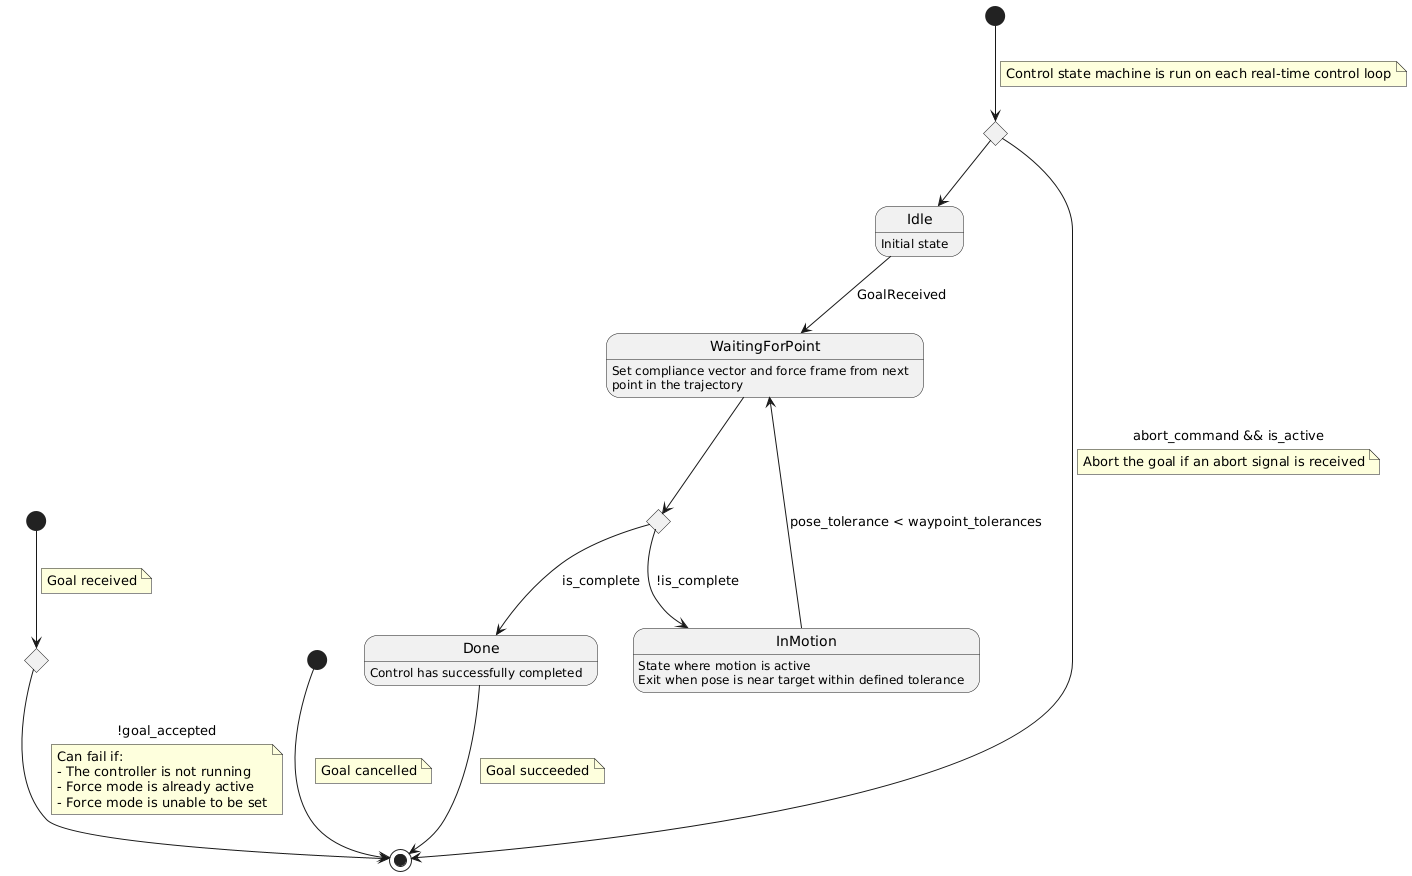 Control state machine is run on each real-time control loop
Idle
Initial state
GoalReceived
WaitingForPoint
Set compliance vector and force frame from next
point in the trajectory
abort_command && is_active
Abort the goal if an abort signal is received
pose_tolerance < waypoint_tolerances
Goal received
is_complete
!is_complete
Done
Control has successfully completed
InMotion
State where motion is active
Exit when pose is near target within defined tolerance
!goal_accepted
Can fail if:
- The controller is not running
- Force mode is already active
- Force mode is unable to be set
Goal cancelled
Goal succeeded